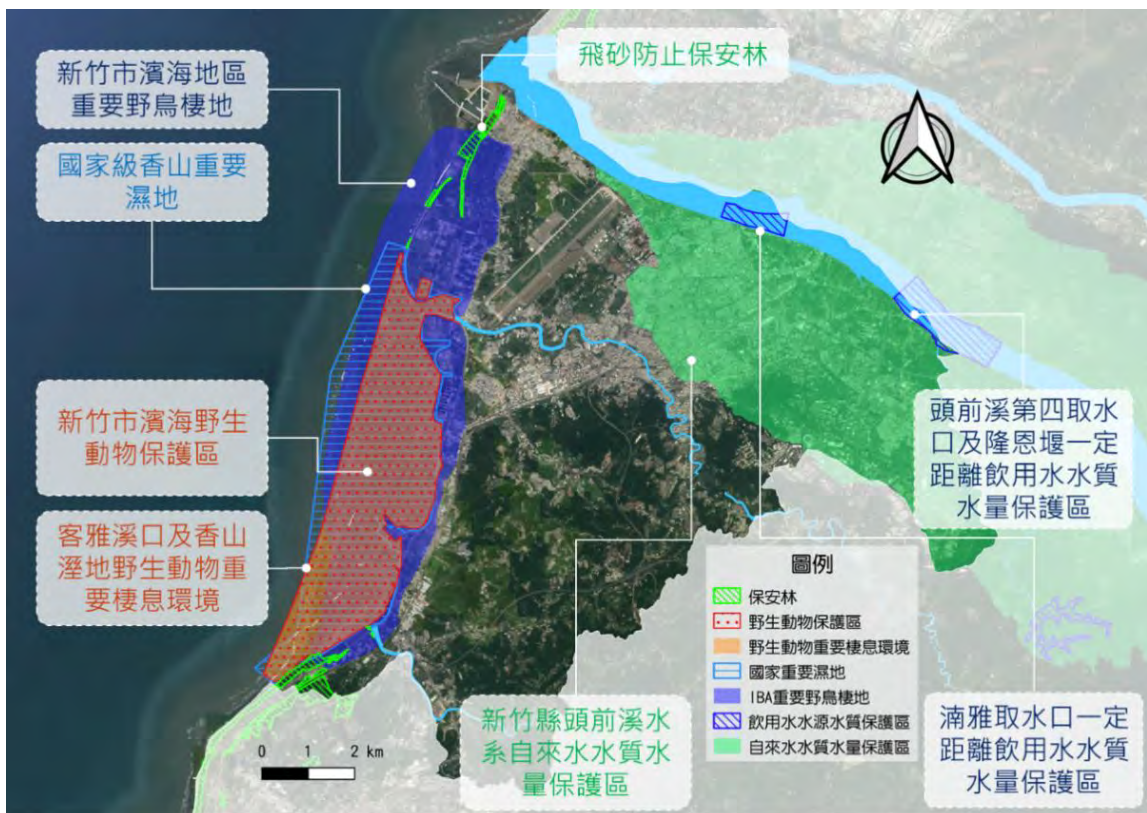 新竹市濱海地區
重要野鳥棲地
飛砂防止保安林
國家級香山重要
濕地
新竹市濱海野生
動物保護區
客雅溪口及香山
溼地野生動物重
要棲息環境
頭前溪第四取水
口及隆恩堰一定
距離飲用水水質
水量保護區
圖例
保安林
野生動物保護區
野生動物重要棲息環境
國家重要濕地
IBA重要野鳥棲地
飲用水水源水質保護區
自來水水質水量保護區
0 1 2 km
新竹縣頭前溪水
系自來水水質水
量保護區
湳雅取水口一定
距離飲用水水質
水量保護區